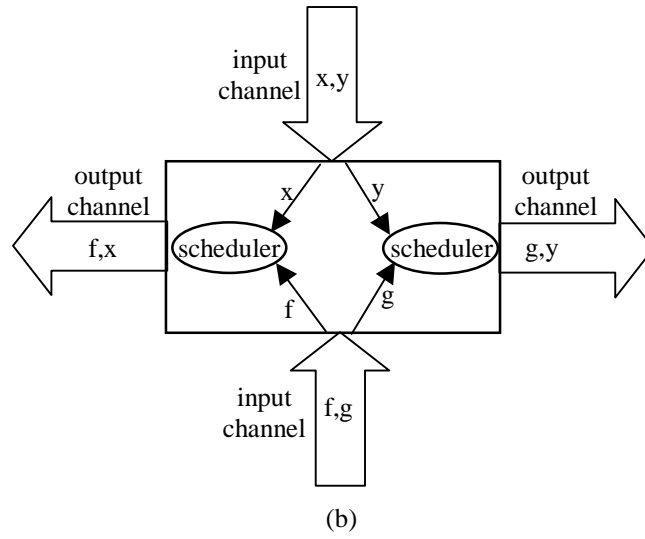 input
channel
x,y
output
channel
output
channel
x
y
scheduler
scheduler
f,x
g,y
f
g
input
channel
f,g
(b)